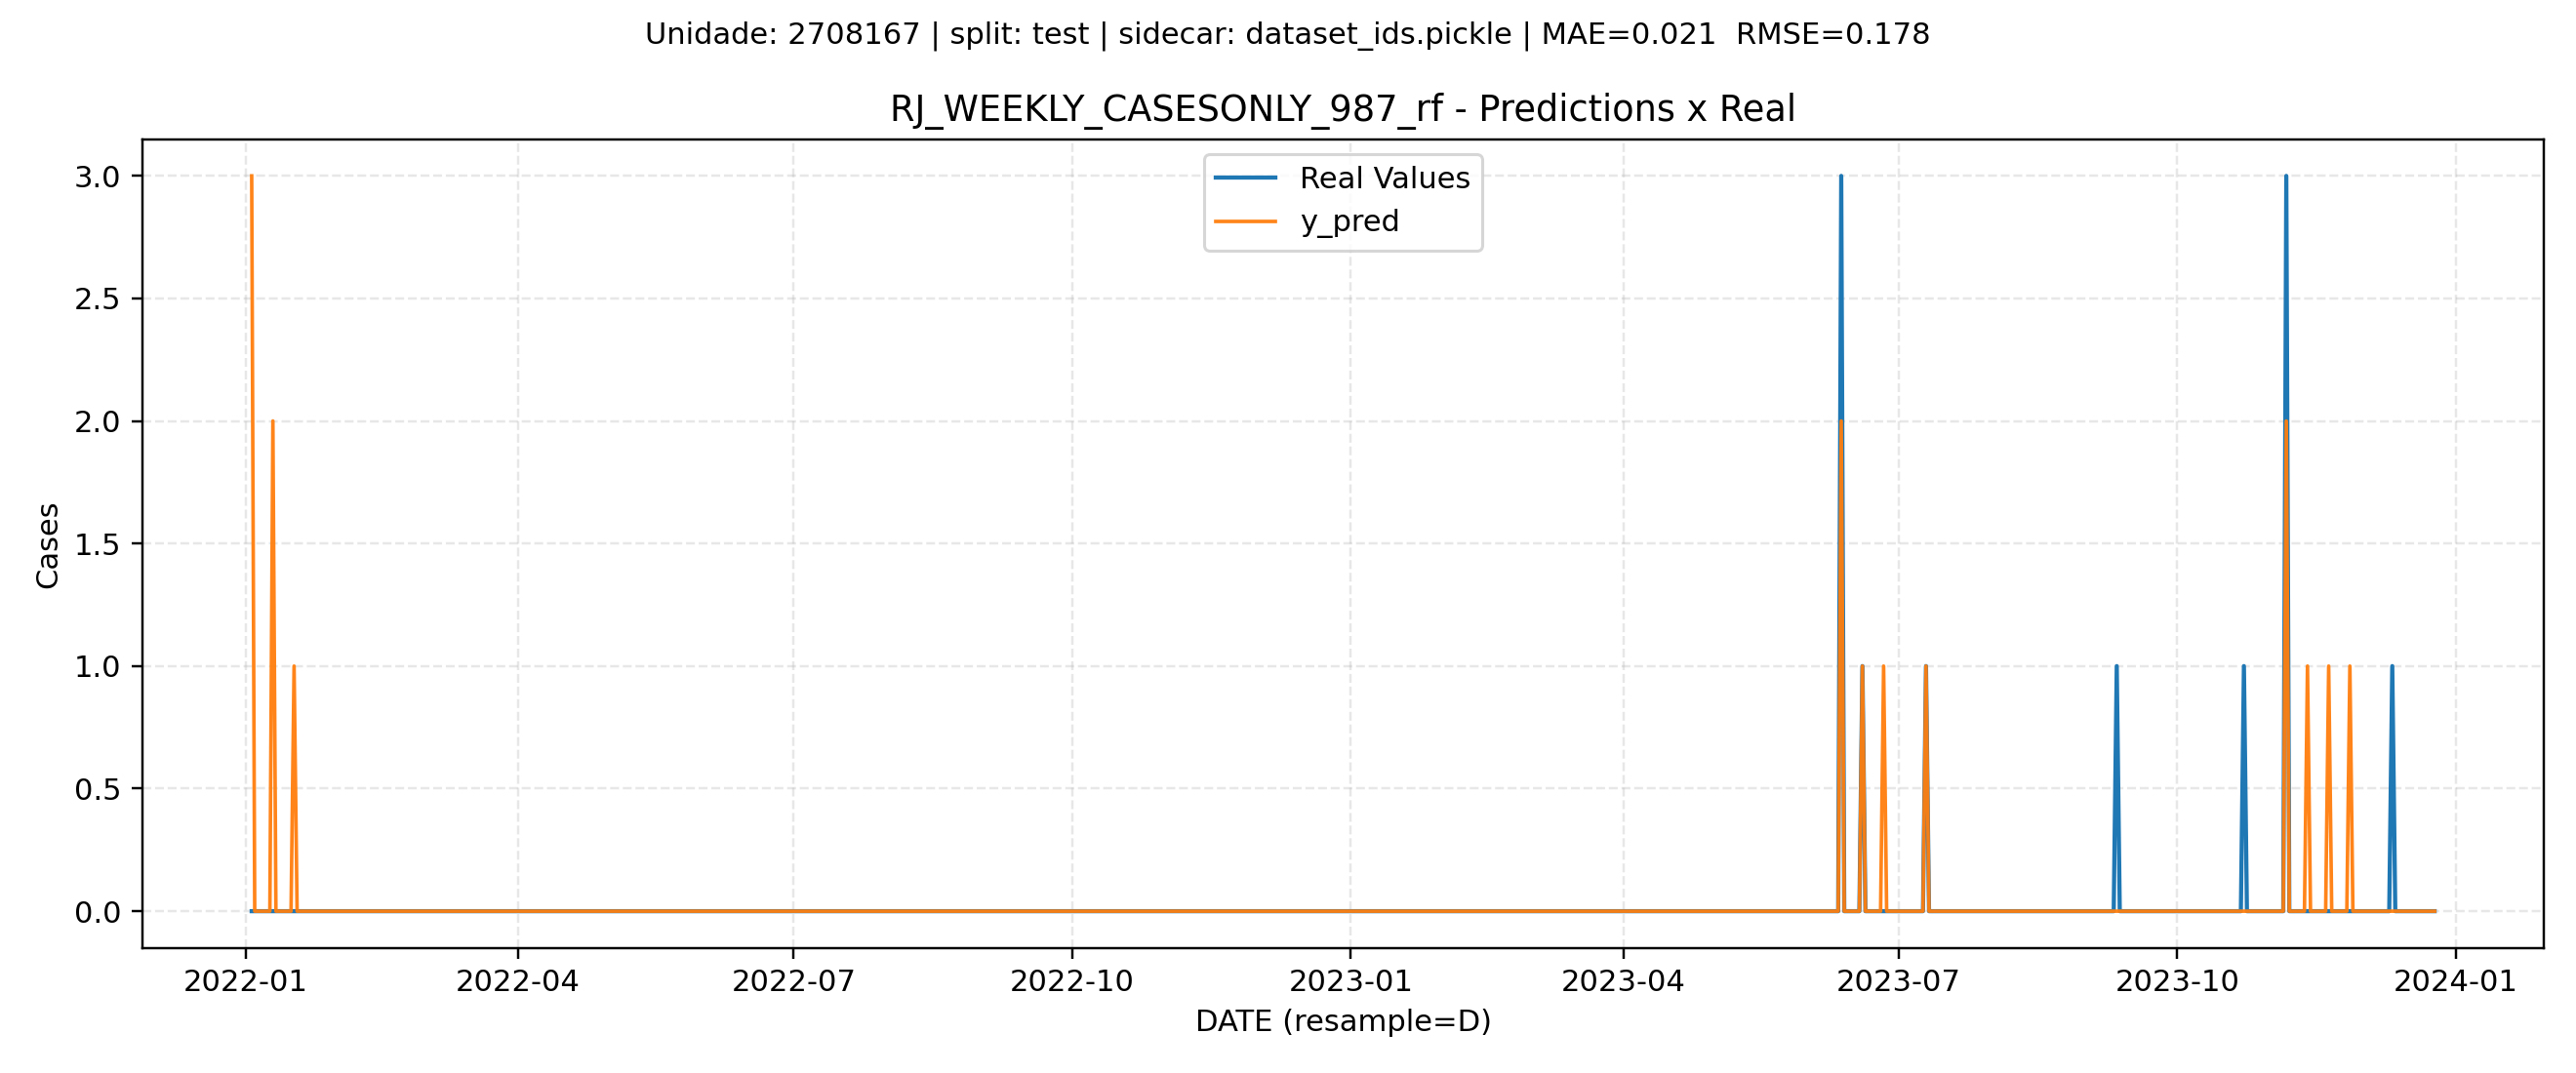 Unidade: 2708167 | split: test | sidecar: dataset_ids.pickle | MAE=0.021  RMSE=0.178
RJ_WEEKLY_CASESONLY_987_rf - Predictions x Real
Real Values
y_pred
Cases
3.0
2.5
2.0
1.5
1.0
0.5
0.0
2022-01
2022-04
2022-07
2022-10
2023-01
2023-04
2023-07
2023-10
2024-01
DATE (resample=D)